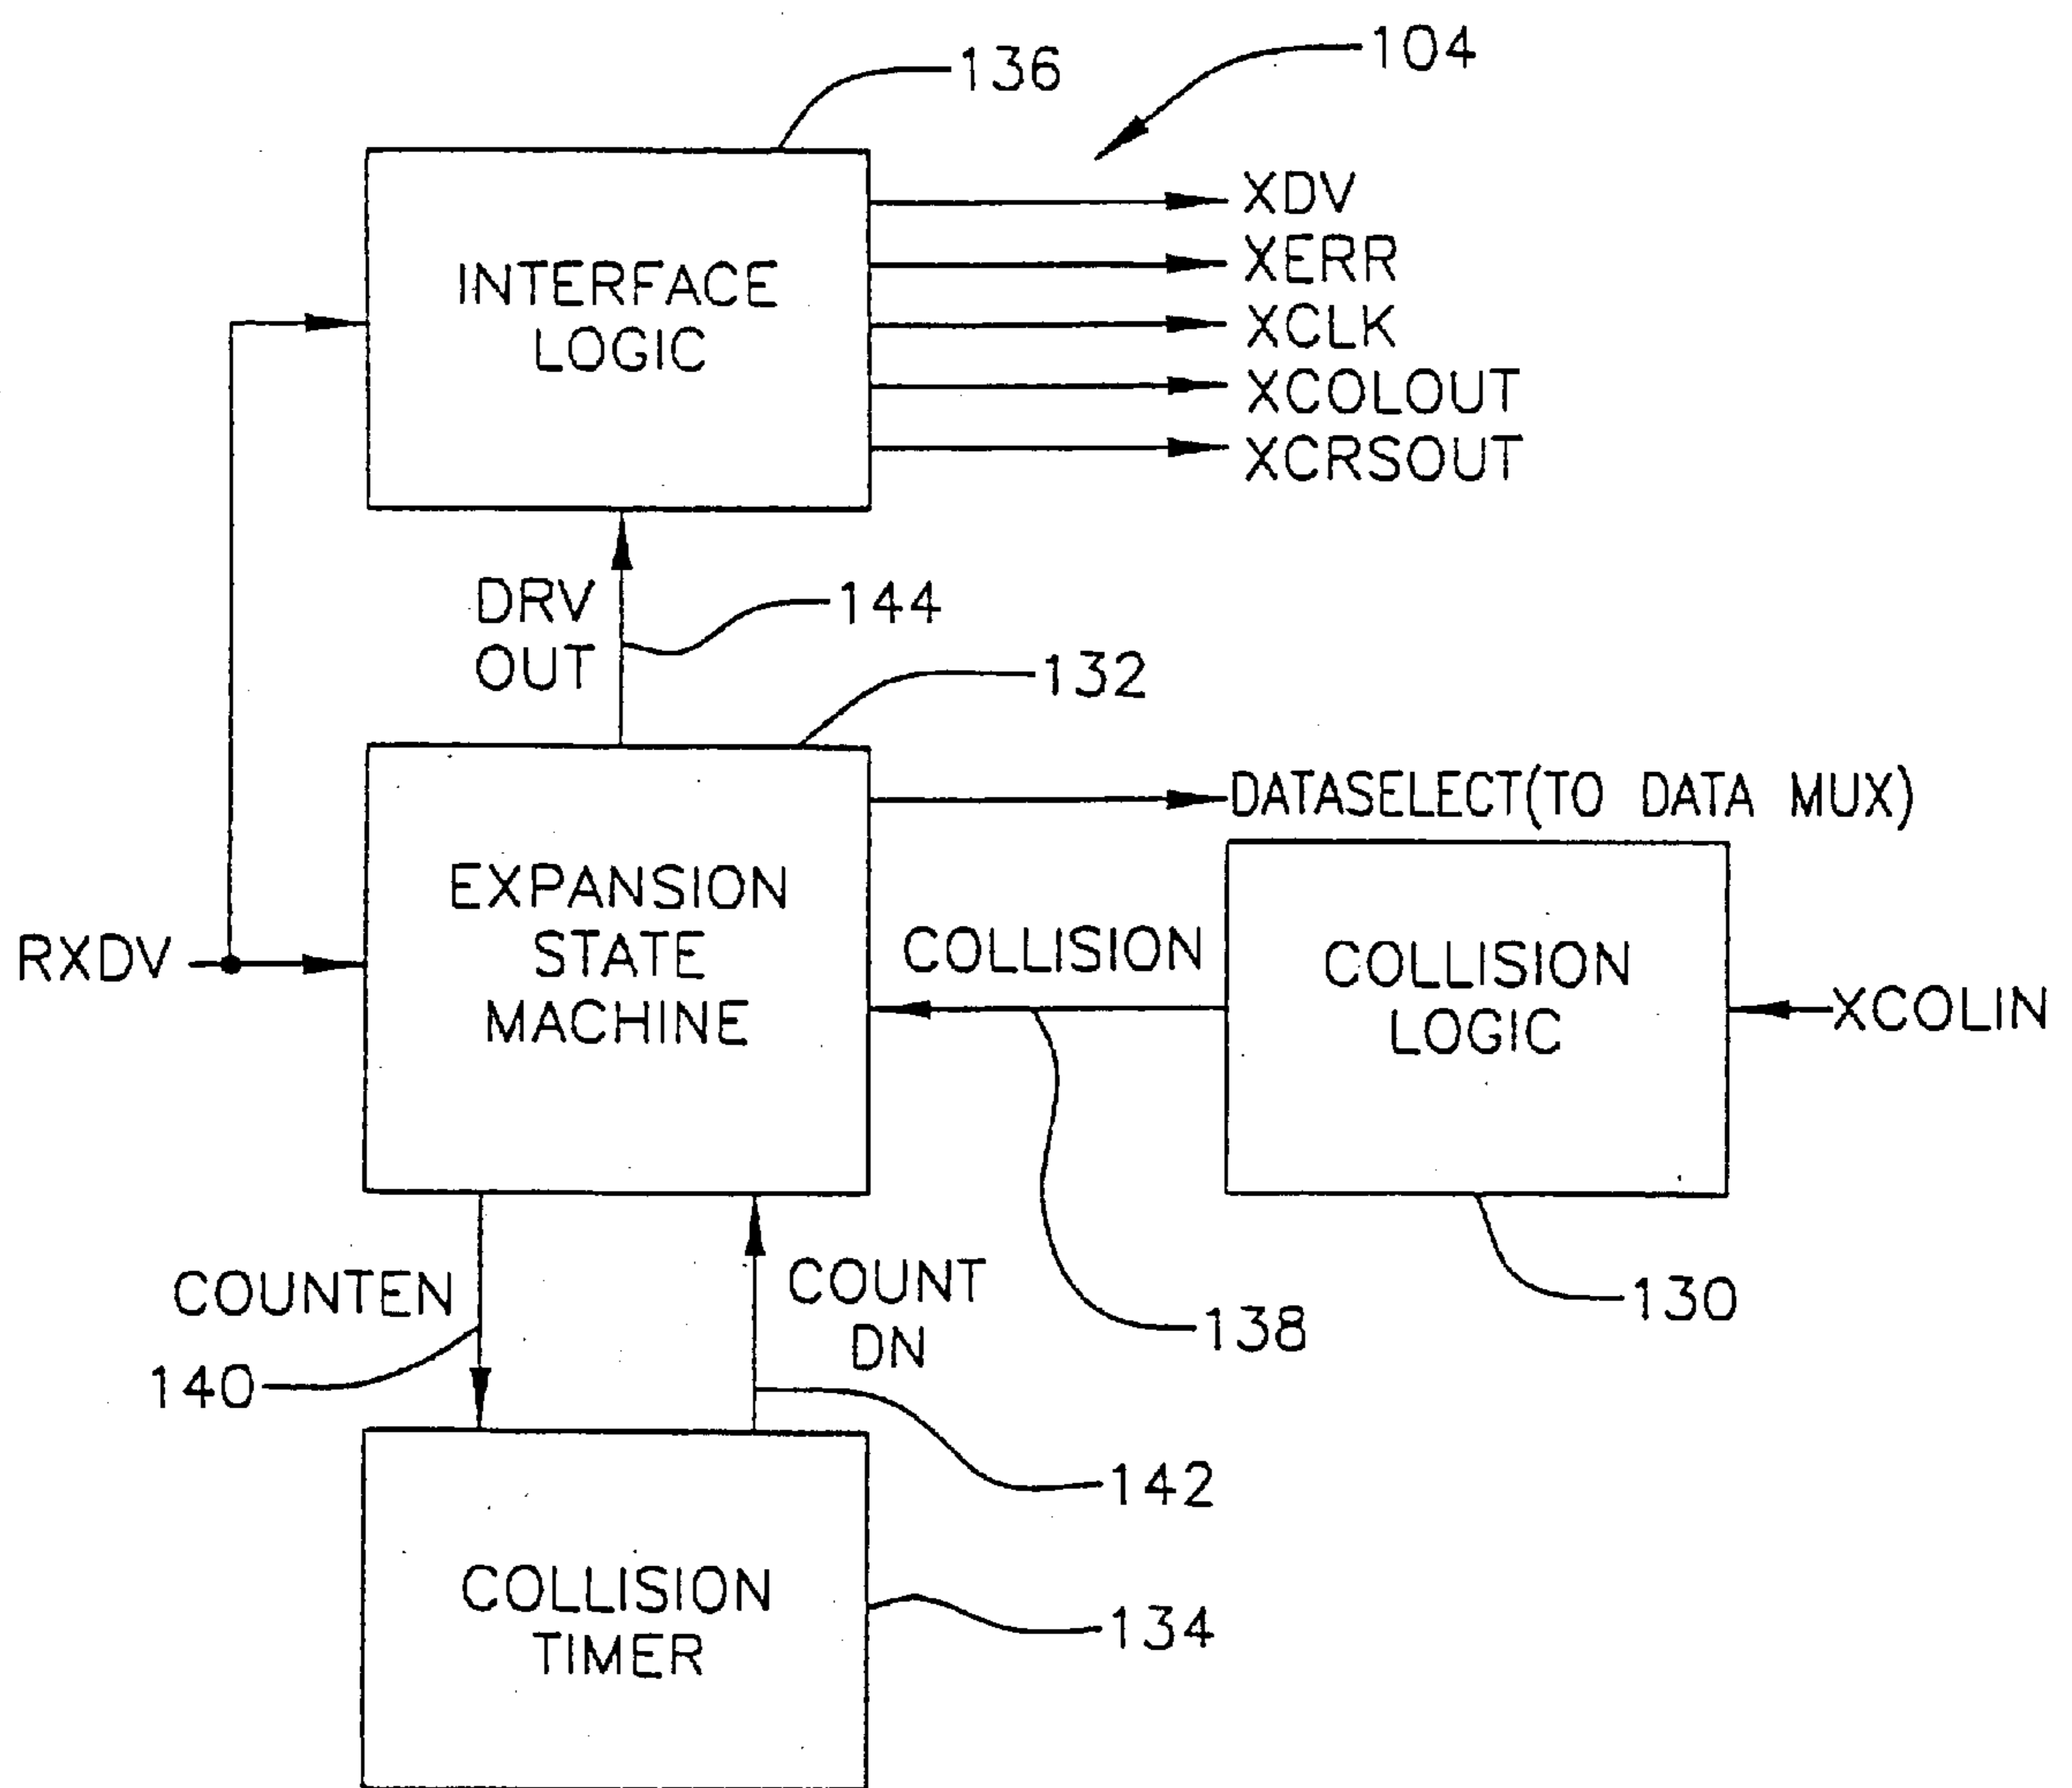 104
136
INTERFACE
LOGIC
XDV
XERR
XCLK
XCOLOUT
XCRSOUT
DRV
OUT
144
132
DATASELECT(TO DATA MUX)
EXPANSION
STATE
MACHINE
RXDV
COLLISION
COLLISION
LOGIC
XCOLIN
COUNTEN
140
COUNT
DN
138
130
142
COLLISION
TIMER
134